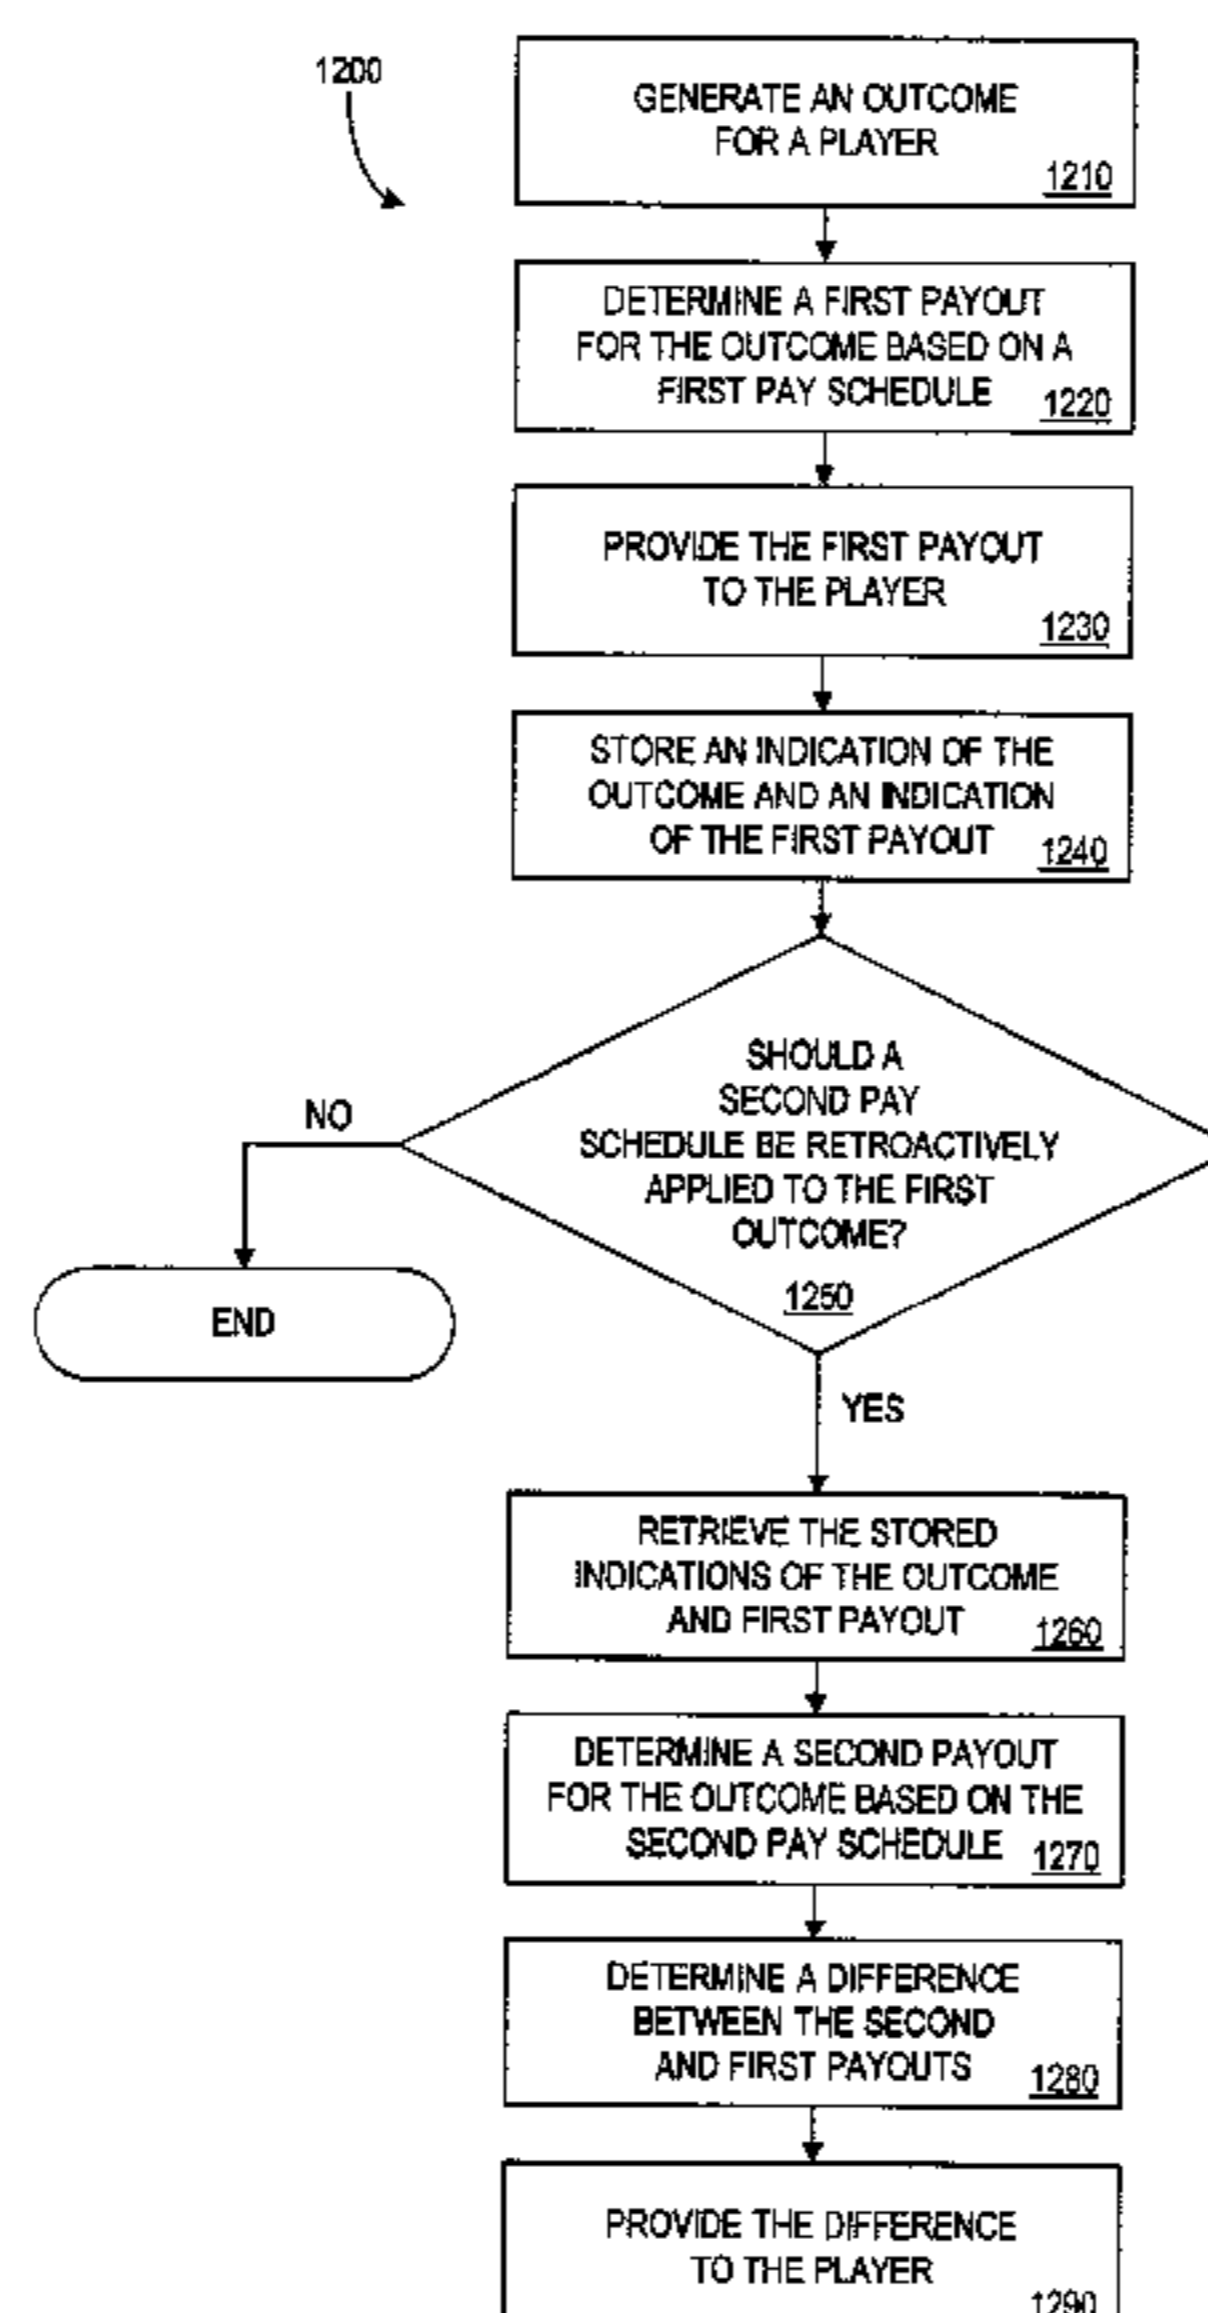 1200
GENERATE AN OUTCOME
FOR A PLAYER
1210
DETERMINE A FIRST PAYOUT
FOR THE OUTCOME BASED ON A
FIRST PAY SCHEDULE
1220
PROVIDE THE FIRST PAYOUT
TO THE PLAYER
1230
STORE AN INDICATION OF THE
OUTCOME AND AN INDICATION
OF THE FIRST PAYOUT
1240
SHOULD A
SECOND PAY
SCHEDULE BE RETROACTIVELY
APPLIED TO THE FIRST
OUTCOME?
1250
NO
END
YES
RETRIEVE THE STORED
INDICATIONS OF THE OUTCOME
AND FIRST PAYOUT
1260
DETERMINE A SECOND PAYOUT
FOR THE OUTCOME BASED ON THE
SECOND PAY SCHEDULE
1270
DETERMINE A DIFFERENCE
BETWEEN THE SECOND
AND FIRST PAYOUTS
1280
PROVIDE THE DIFFERENCE
TO THE PLAYER
1290